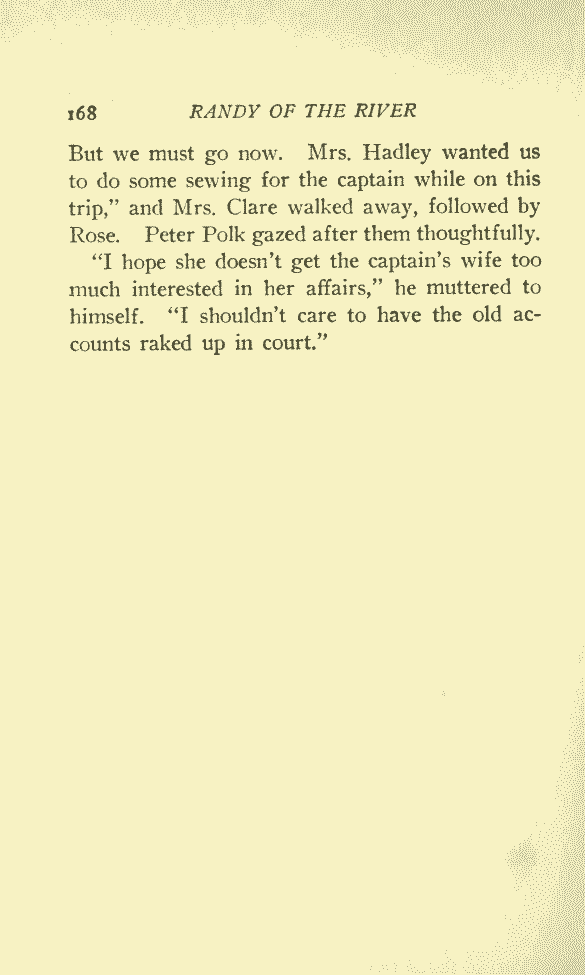 168 RANDY OF THE RIVER
But we must go now. Mrs. Hadley wanted us
to do some sewing for the captain while on this
trip,” and Mrs. Clare walked away, followed by
Rose. Peter Polk gazed after them thoughtfully.
“I hope she doesn’t get the captain’s wife too
much interested in her affairs,” he muttered to
himself. “I shouldn’t care to have the old ac-
counts raked up in court.”